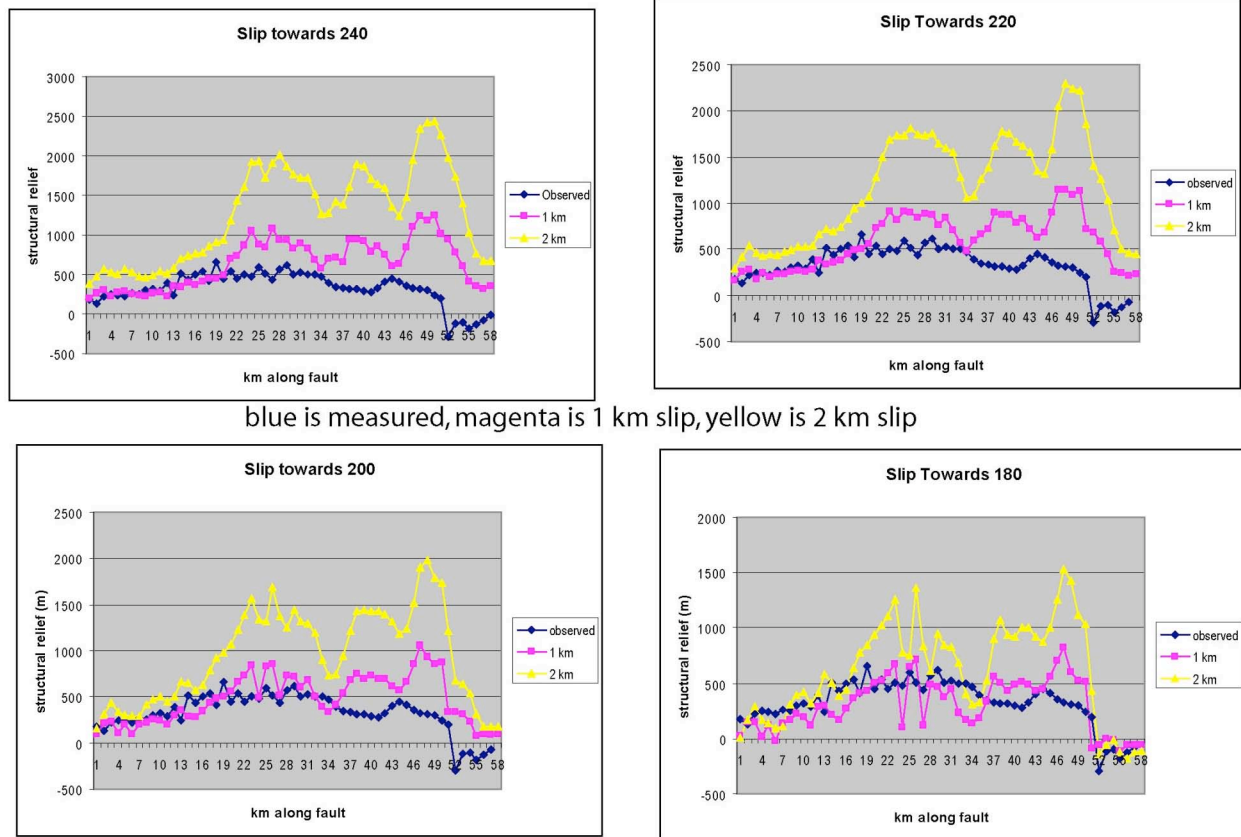 Slip towards 240
3000
2500
2000
1500
1000
500
0
-500
structural relief
1 4 7 10 13 16 19 22 25 28 31 34 37 40 43 46 49 52 55 58
km along fault
Observed
1 km
2 km
Slip Towards 220
2500
2000
1500
1000
500
0
-500
structural relief
1 4 7 10 13 16 19 22 25 28 31 34 37 40 43 46 49 52 55 58
km along fault
observed
1 km
2 km
blue is measured, magenta is 1 km slip, yellow is 2 km slip
Slip towards 200
2500
2000
1500
1000
500
0
-500
structural relief (m)
1 4 7 10 13 16 19 22 25 28 31 34 37 40 43 46 49 52 55 58
km along fault
observed
1 km
2 km
Slip Towards 180
2000
1500
1000
500
0
-500
structural relief (m)
1 4 7 10 13 16 19 22 25 28 31 34 37 40 43 46 49 52 55 58
km along fault
observed
1 km
2 km